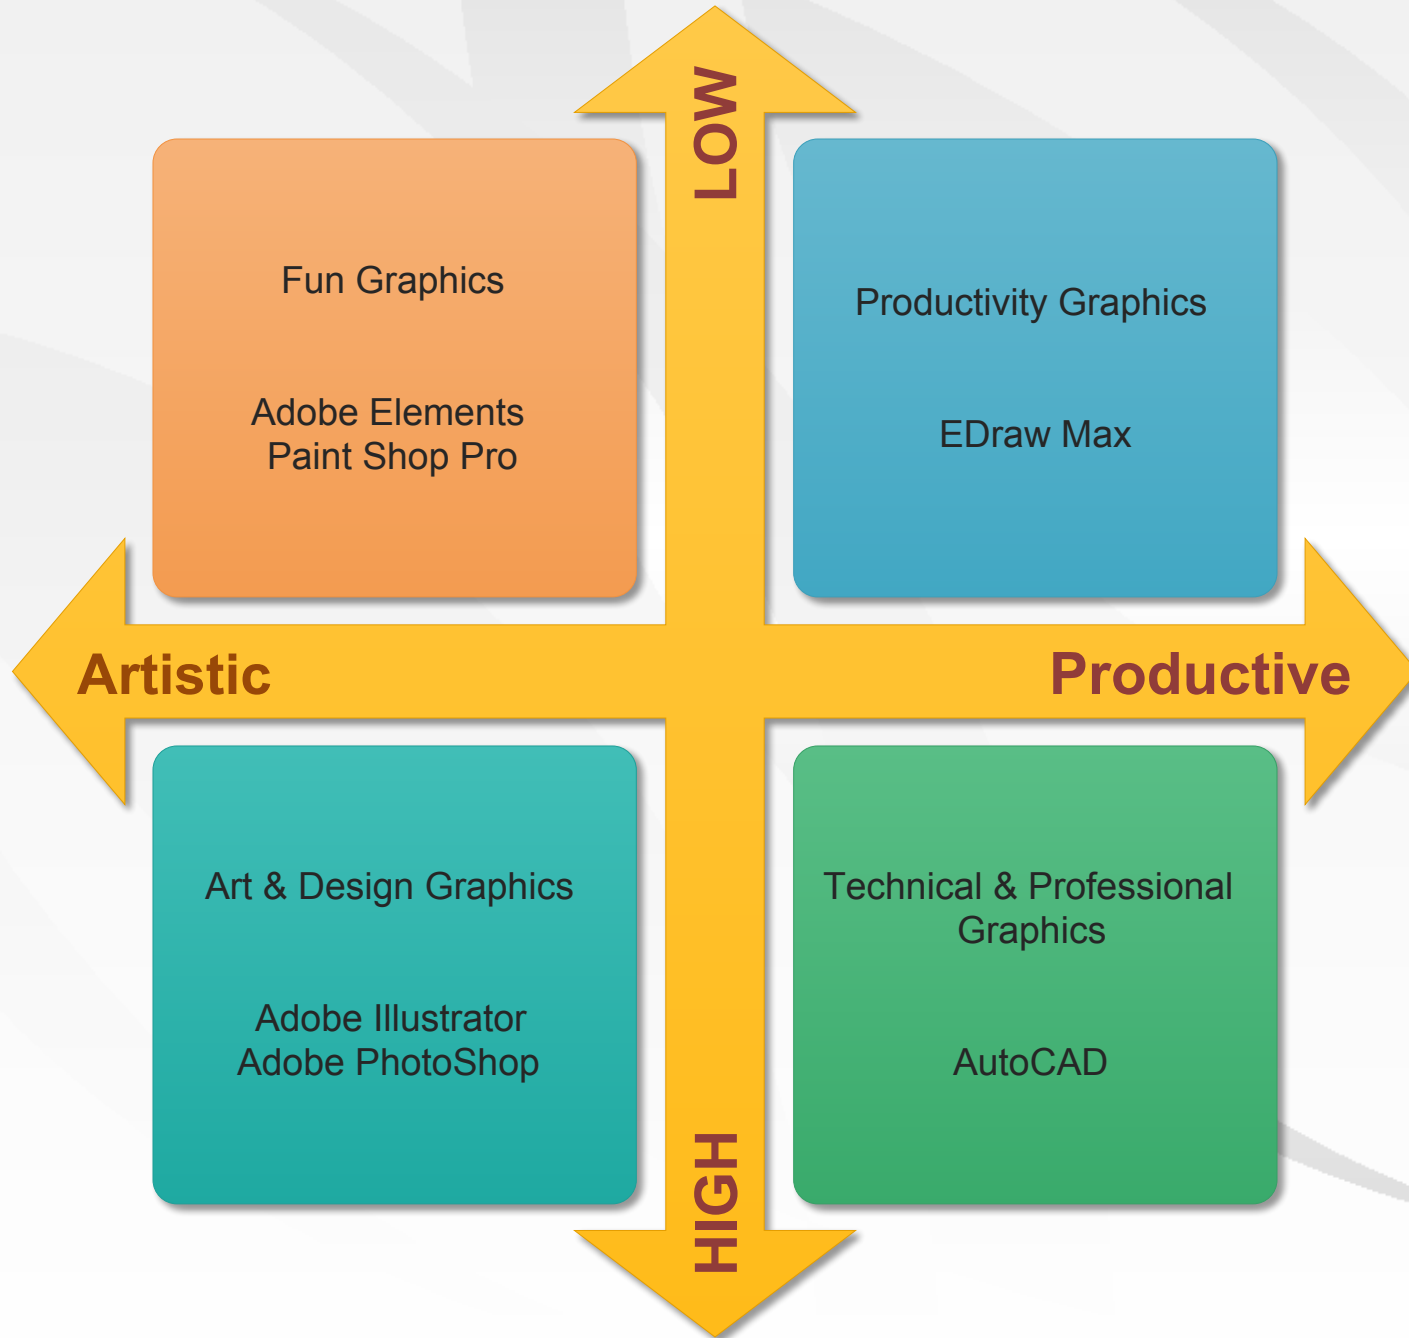 LOW
Fun Graphics
Adobe Elements
Paint Shop Pro
Productivity Graphics
EDraw Max
Artistic
Productive
Art & Design Graphics
Adobe Illustrator
Adobe PhotoShop
Technical & Professional
Graphics
AutoCAD
HIGH